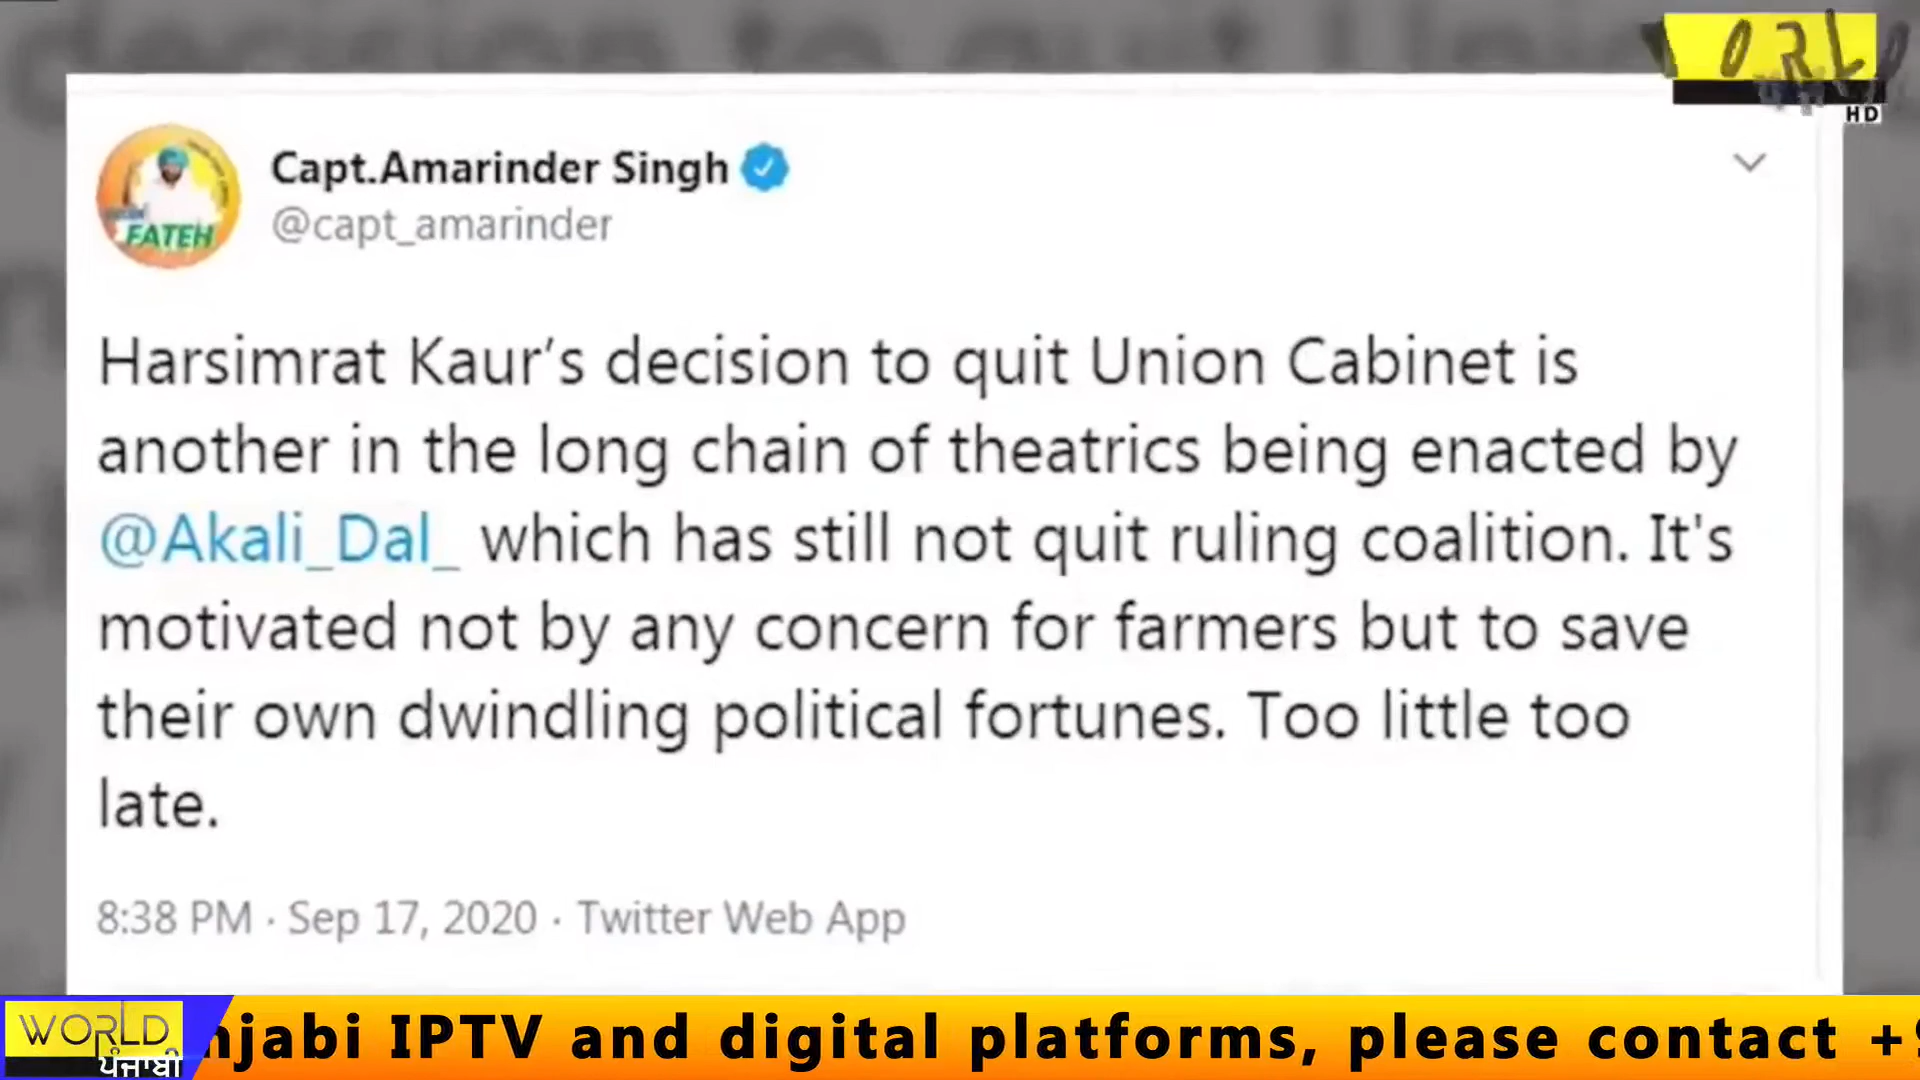 ORLD
HD
Capt.Amarinder Singh
@capt_amarinder
FATEH
Harsimrat Kaur’s decision to quit Union Cabinet is
another in the long chain of theatrics being enacted by
@Akali_Dal_ which has still not quit ruling coalition. It's
motivated not by any concern for farmers but to save
their own dwindling political fortunes. Too little too
late.
8:38 PM · Sep 17, 2020 · Twitter Web App
WORLD
ਪੰਜਾਬੀ
njabi IPTV and digital platforms, please contact +9